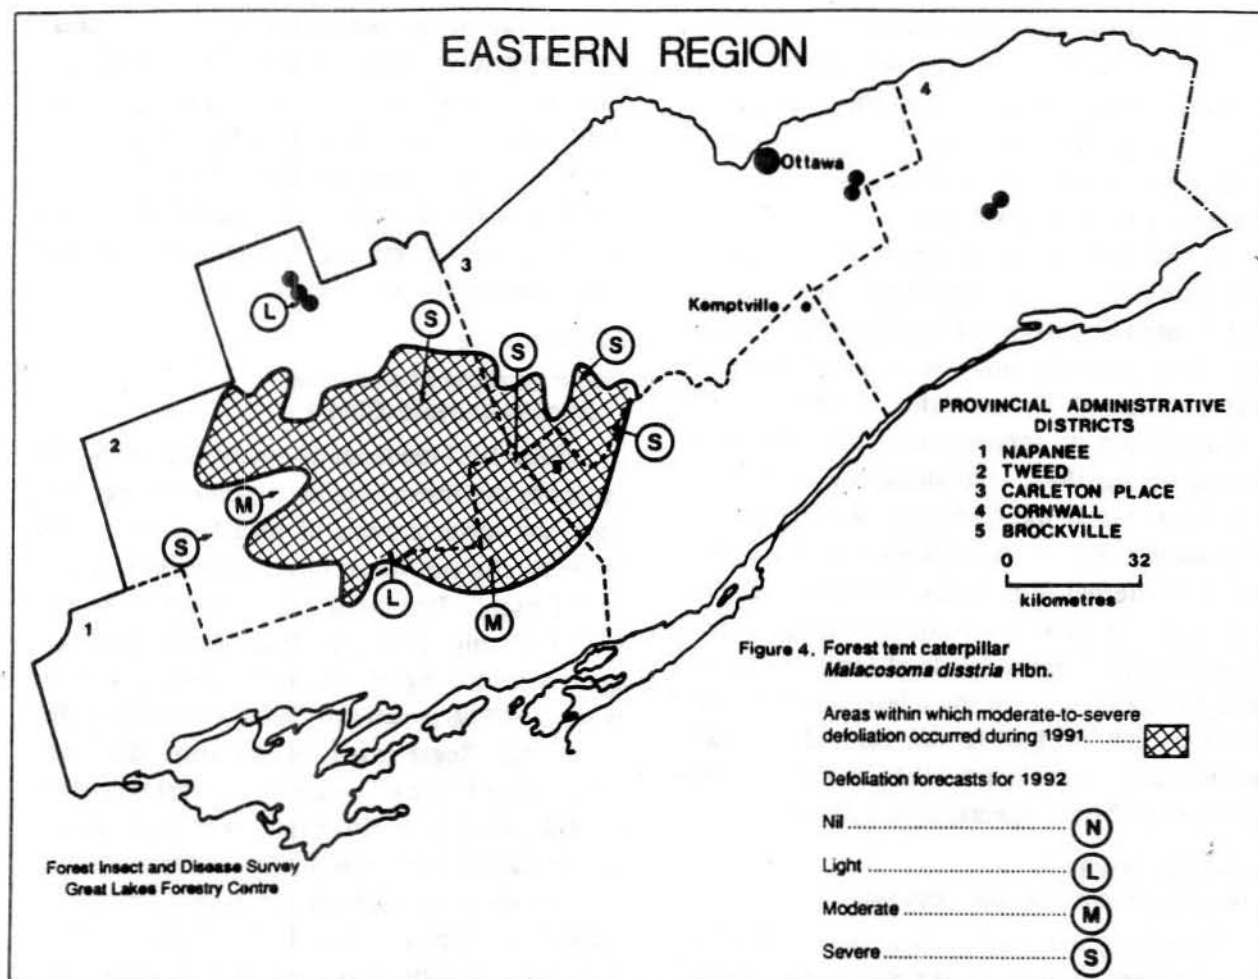 EASTERN REGION
4
Ottawa
3
L
S
Kemptville
S
S
2
S
5
M
S
L
M
1
PROVINCIAL ADMINISTRATIVE
DISTRICTS
1 NAPANEE
2 TWEED
3 CARLETON PLACE
4 CORNWALL
5 BROCKVILLE
0 32
kilometres
Figure 4. Forest tent caterpillar
Malacosoma disstria Hbn.
Areas within which moderate-to-severe
defoliation occurred during 1991
Defoliation forecasts for 1992
Nil N
Light L
Moderate M
Severe S
Forest Insect and Disease Survey
Great Lakes Forestry Centre